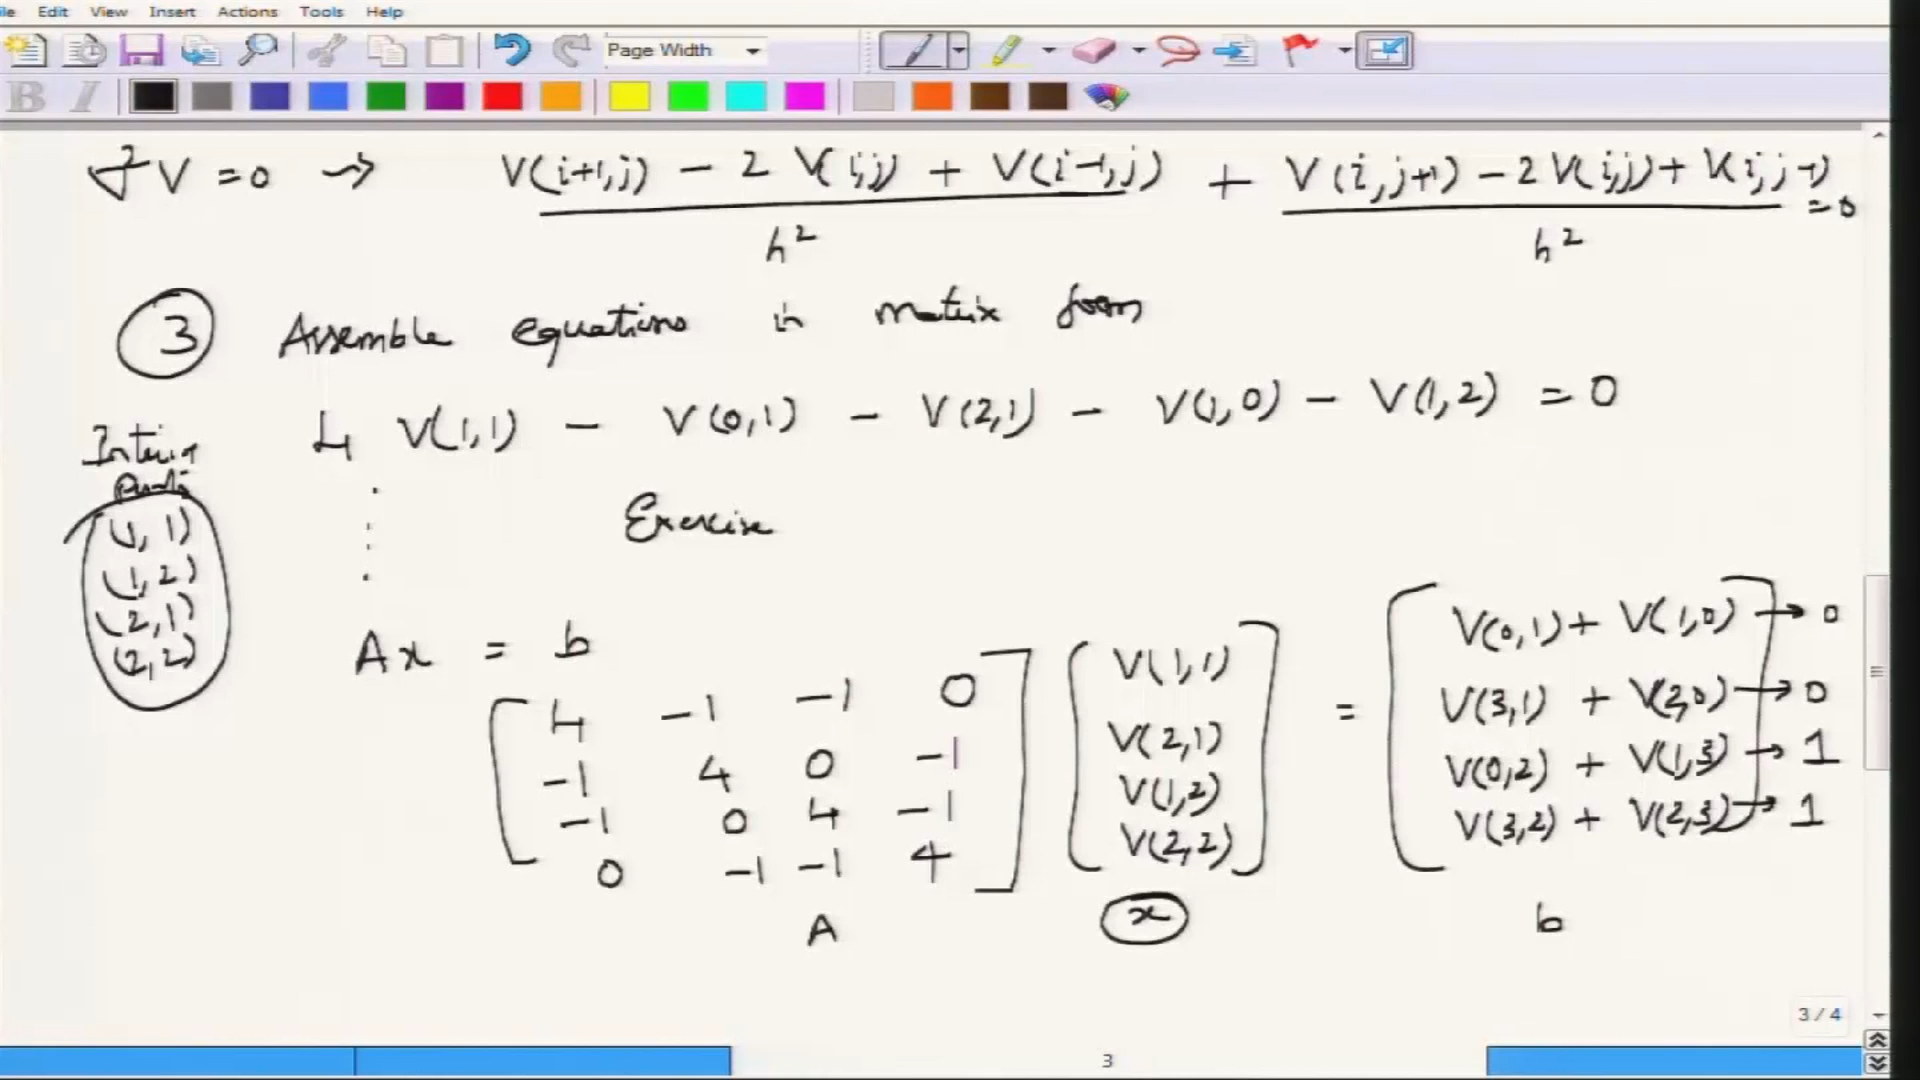 ile Edit View Insert Actions Tools Help
Page Width
B I
∇²V = 0 → V(i+1,j) - 2 V(i,j) + V(i-1,j) / h² + V(i,j+1) - 2 V(i,j) + V(i,j-1) / h² = 0
3 Assemble equations in matrix form
4 V(1,1) - V(0,1) - V(2,1) - V(1,0) - V(1,2) = 0
Interior
Points
Exercise
(1,1)
(1,2)
(2,1)
(2,2)
Ax = b
4 -1 -1 0 V(1,1) V(0,1) + V(1,0) → 0
-1 4 0 -1 V(2,1) = V(3,1) + V(2,0) → 0
-1 0 4 -1 V(1,2) V(0,2) + V(1,3) → 1
0 -1 -1 4 V(2,2) V(3,2) + V(2,3) → 1
A x b
3 / 4
3